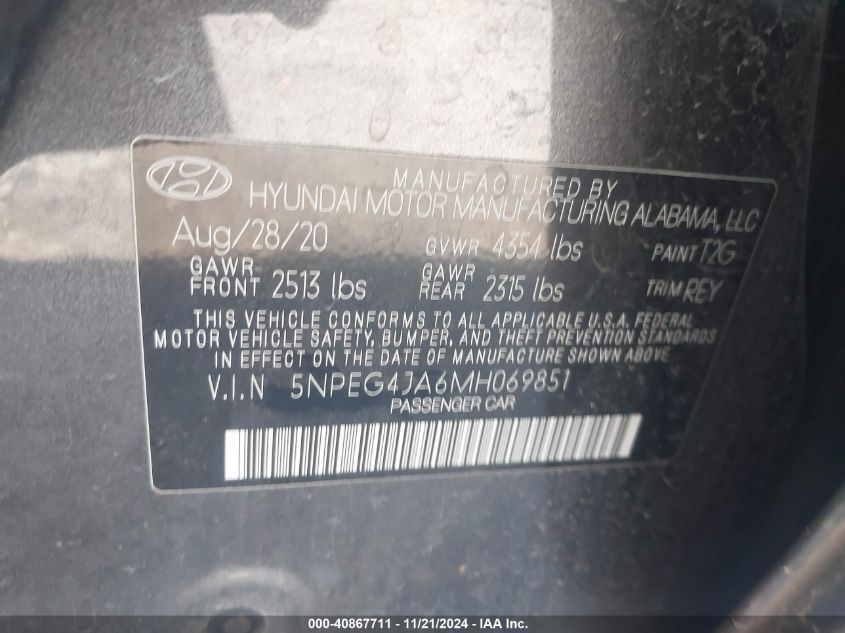 MANUFACTURED BY
HYUNDAI MOTOR MANUFACTURING ALABAMA, LLC
Aug/28/20 GVWR 4354 lbs PAINT T2G
GAWR FRONT 2513 lbs GAWR REAR 2315 lbs TRIM REY
THIS VEHICLE CONFORMS TO ALL APPLICABLE U.S.A. FEDERAL
MOTOR VEHICLE SAFETY, BUMPER, AND THEFT PREVENTION STANDARDS
IN EFFECT ON THE DATE OF MANUFACTURE SHOWN ABOVE
V.I.N 5NPEG4JA6MH069851
PASSENGER CAR
000-40867711 - 11/21/2024 - IAA Inc.